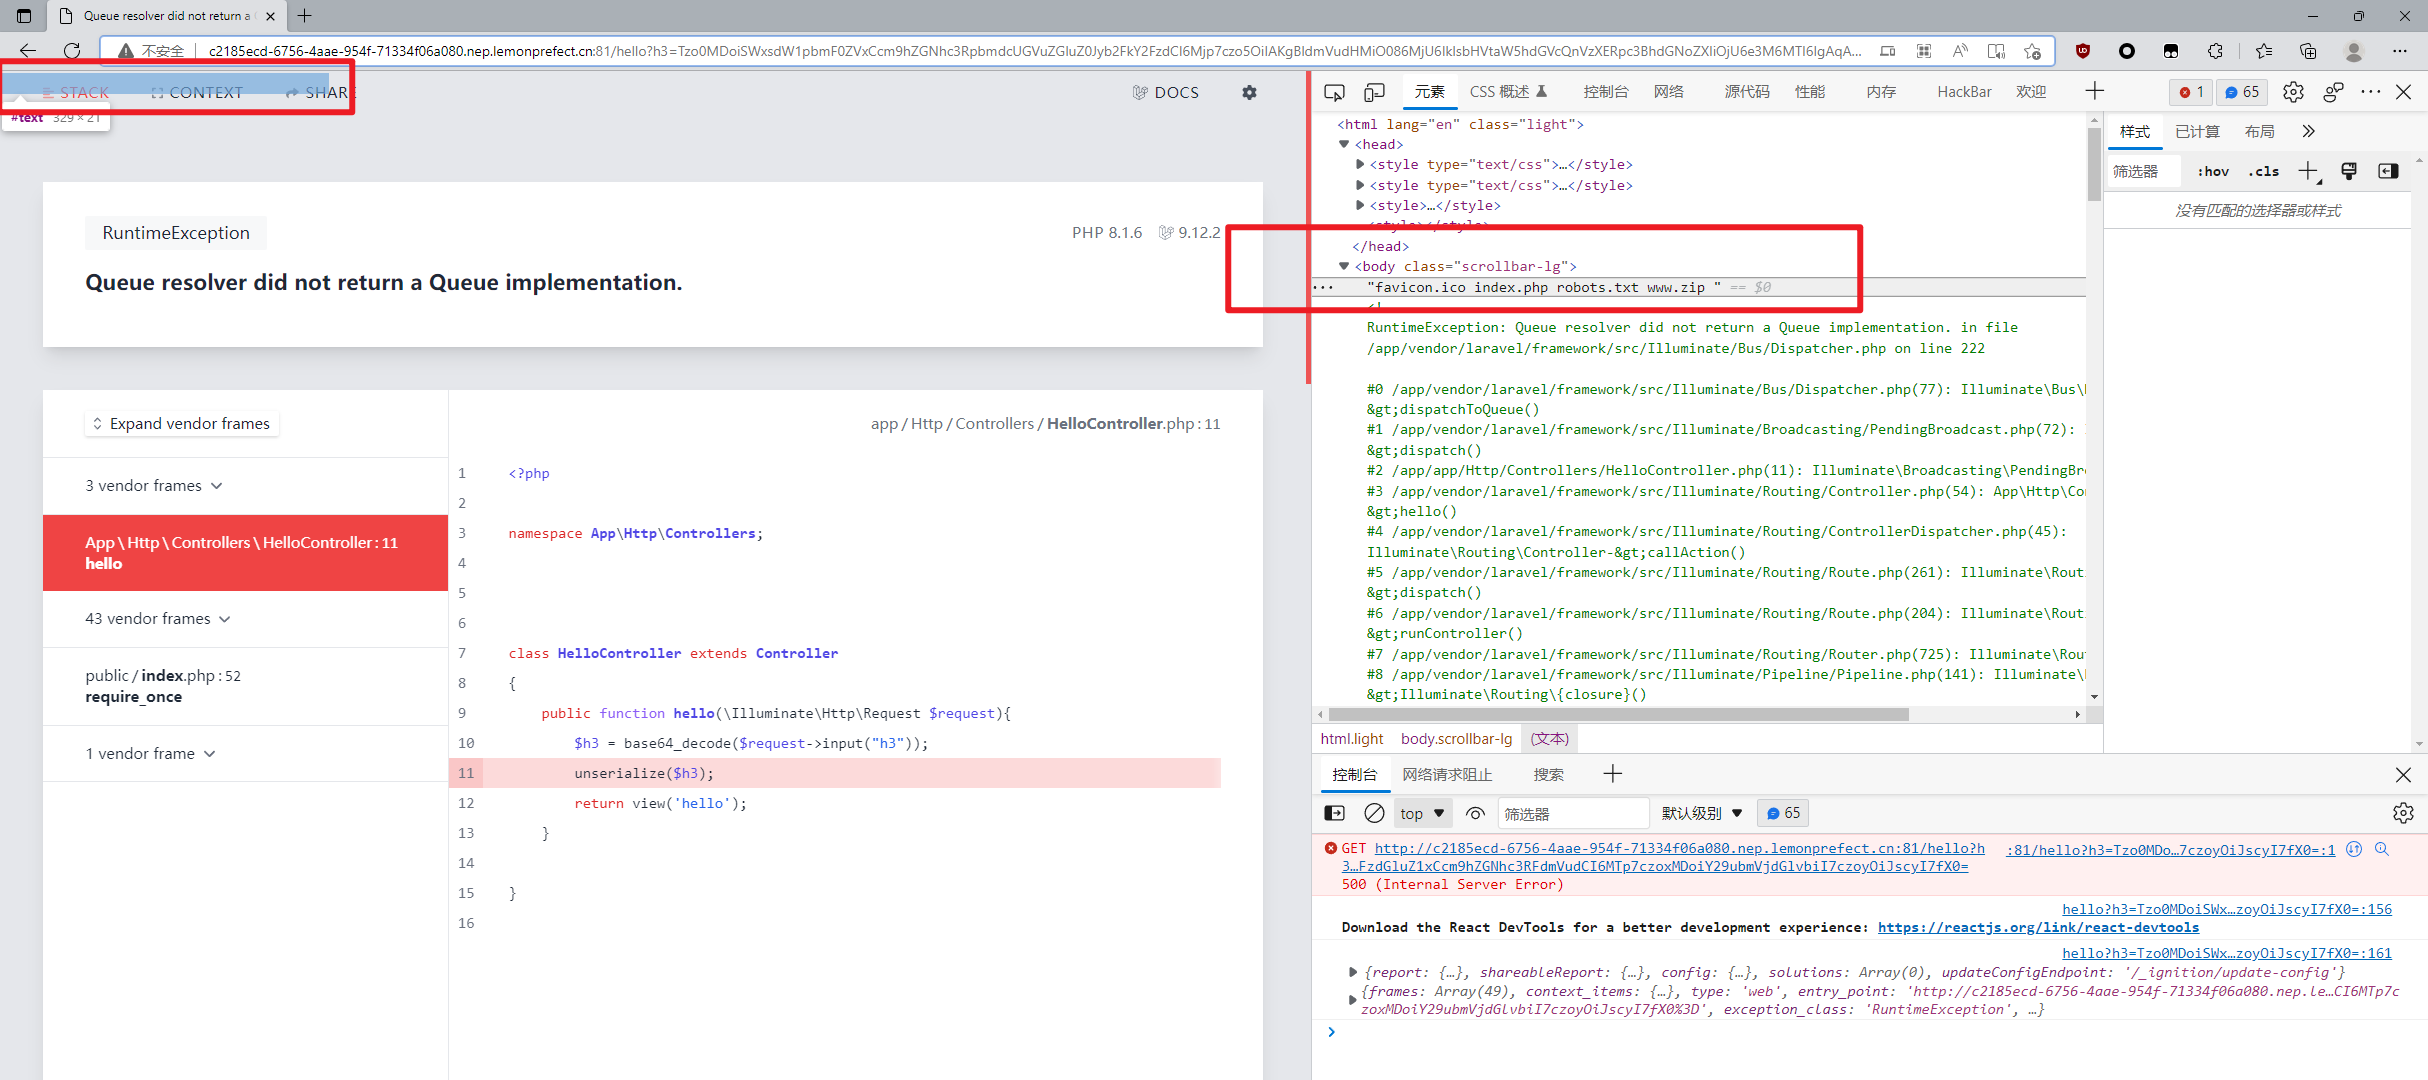 Queue resolver did not return a
不安全
c2185ecd-6756-4aae-954f-71334f06a080.nep.lemonprefect.cn:81/hello?h3=
STACK CONTEXT SHARE DOCS
#text 329 × 21
RuntimeException
PHP 8.1.6 9.12.2
Queue resolver did not return a Queue implementation.
Expand vendor frames
3 vendor frames
App \ Http \ Controllers \ HelloController : 11
hello
43 vendor frames
public / index.php : 52
require_once
1 vendor frame
app / Http / Controllers / HelloController.php : 11
1 <?php
2
3 namespace App\Http\Controllers;
4
5
6
7 class HelloController extends Controller
8 {
9 public function hello(\Illuminate\Http\Request $request){
10 $h3 = base64_decode($request->input("h3"));
11 unserialize($h3);
12 return view('hello');
13 }
14
15 }
16
元素 CSS 概述 控制台 网络 源代码 性能 内存 HackBar 欢迎 1 65
<html lang="en" class="light">
<head>
<style type="text/css">…</style>
<style type="text/css">…</style>
<style>…</style>
<style></style>
</head>
<body class="scrollbar-lg">
"favicon.ico index.php robots.txt www.zip " == $0
<!
RuntimeException: Queue resolver did not return a Queue implementation. in file
/app/vendor/laravel/framework/src/Illuminate/Bus/Dispatcher.php on line 222
#0 /app/vendor/laravel/framework/src/Illuminate/Bus/Dispatcher.php(77): Illuminate\Bus\
&gt;dispatchToQueue()
#1 /app/vendor/laravel/framework/src/Illuminate/Broadcasting/PendingBroadcast.php(72):
&gt;dispatch()
#2 /app/app/Http/Controllers/HelloController.php(11): Illuminate\Broadcasting\PendingBr
#3 /app/vendor/laravel/framework/src/Illuminate/Routing/Controller.php(54): App\Http\Co
&gt;hello()
#4 /app/vendor/laravel/framework/src/Illuminate/Routing/ControllerDispatcher.php(45):
Illuminate\Routing\Controller-&gt;callAction()
#5 /app/vendor/laravel/framework/src/Illuminate/Routing/Route.php(261): Illuminate\Rout
&gt;dispatch()
#6 /app/vendor/laravel/framework/src/Illuminate/Routing/Route.php(204): Illuminate\Rout
&gt;runController()
#7 /app/vendor/laravel/framework/src/Illuminate/Routing/Router.php(725): Illuminate\Rou
#8 /app/vendor/laravel/framework/src/Illuminate/Pipeline/Pipeline.php(141): Illuminate\
&gt;Illuminate\Routing\{closure}()
html.light body.scrollbar-lg (文本)
样式 已计算 布局
筛选器 :hov .cls
没有匹配的选择器或样式
控制台 网络请求阻止 搜索
top 筛选器 默认级别 65
GET http://c2185ecd-6756-4aae-954f-71334f06a080.nep.lemonprefect.cn:81/hello?h :81/hello?h3=Tzo0MDo…7czoyOiJscyI7fX0=:1
3…FzdGluZ1xCcm9hZGNhc3RFdmVudCI6MTp7czoxMDoiY29ubmVjdGlvbiI7czoyOiJscyI7fX0=
500 (Internal Server Error)
hello?h3=Tzo0MDoiSWx…zoyOiJscyI7fX0=:156
Download the React DevTools for a better development experience: https://reactjs.org/link/react-devtools
hello?h3=Tzo0MDoiSWx…zoyOiJscyI7fX0=:161
{report: {…}, shareableReport: {…}, config: {…}, solutions: Array(0), updateConfigEndpoint: '/_ignition/update-config'}
{frames: Array(49), context_items: {…}, type: 'web', entry_point: 'http://c2185ecd-6756-4aae-954f-71334f06a080.nep.le…CI6MTp7c
zoxMDoiY29ubmVjdGlvbiI7czoyOiJscyI7fX0%3D', exception_class: 'RuntimeException', …}